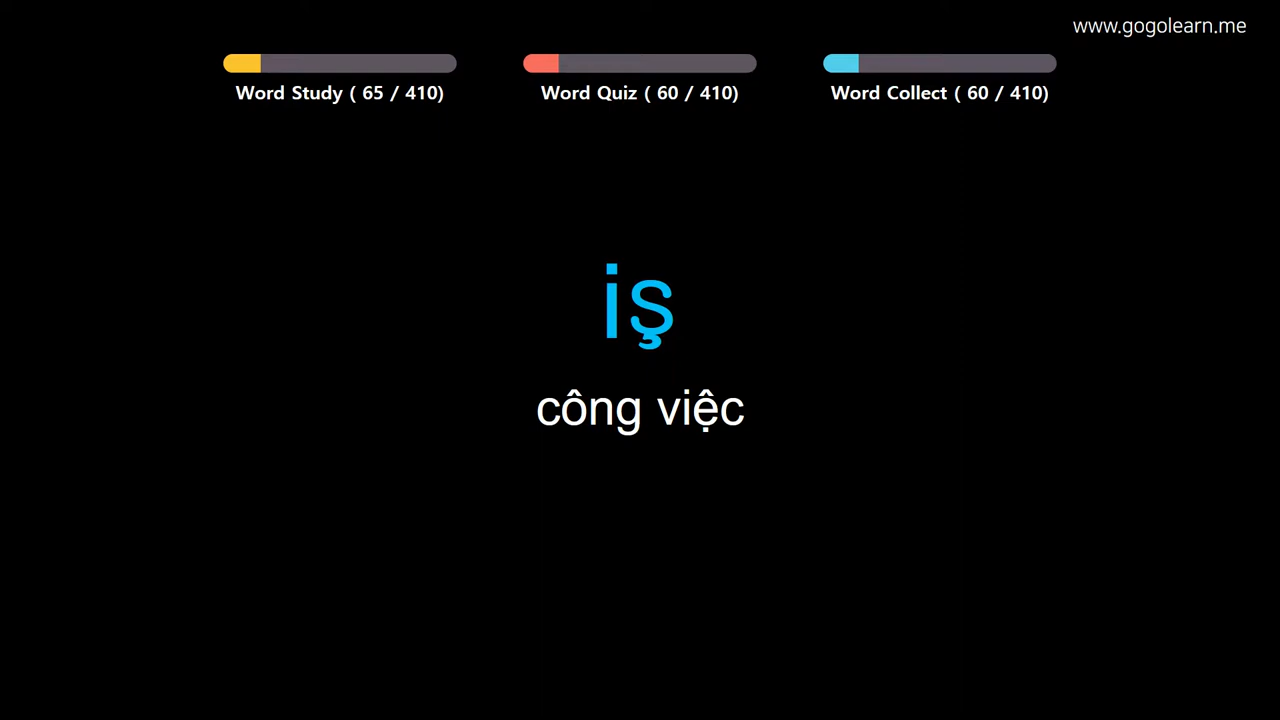 www.gogolearn.me
Word Study ( 65 / 410)
Word Quiz ( 60 / 410)
Word Collect ( 60 / 410)
iş
công việc